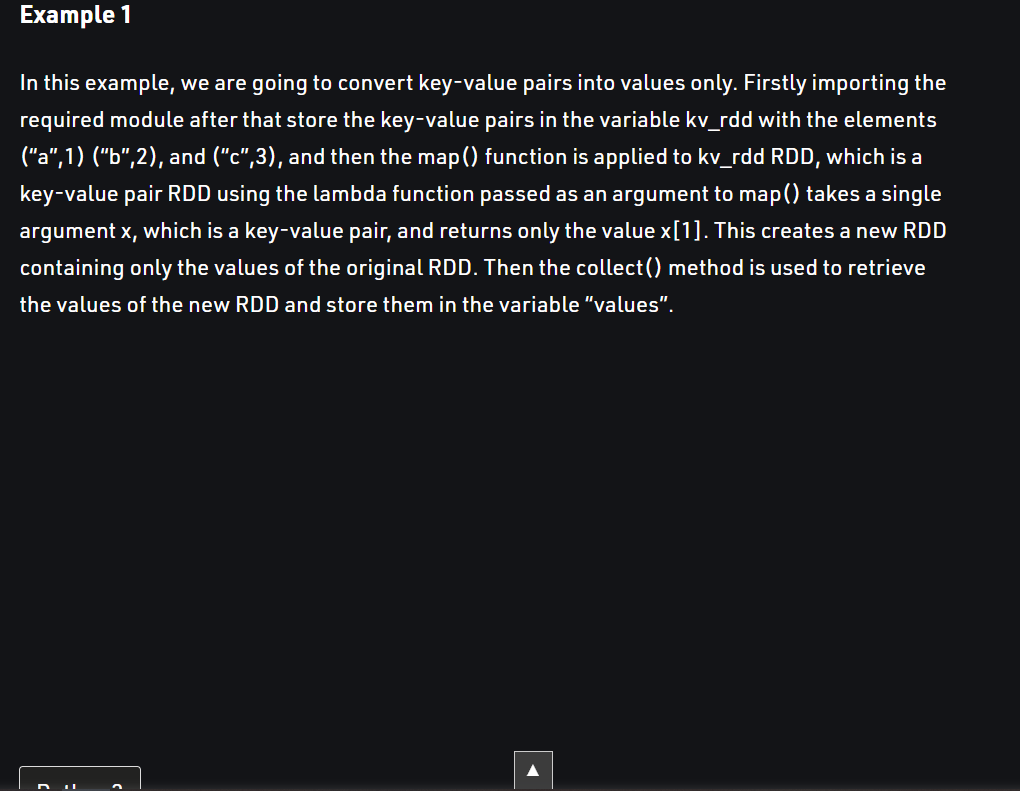 Example 1
In this example, we are going to convert key-value pairs into values only. Firstly importing the
required module after that store the key-value pairs in the variable kv_rdd with the elements
(“a”,1) (“b”,2), and (“c”,3), and then the map() function is applied to kv_rdd RDD, which is a
key-value pair RDD using the lambda function passed as an argument to map() takes a single
argument x, which is a key-value pair, and returns only the value x[1]. This creates a new RDD
containing only the values of the original RDD. Then the collect() method is used to retrieve
the values of the new RDD and store them in the variable “values”.